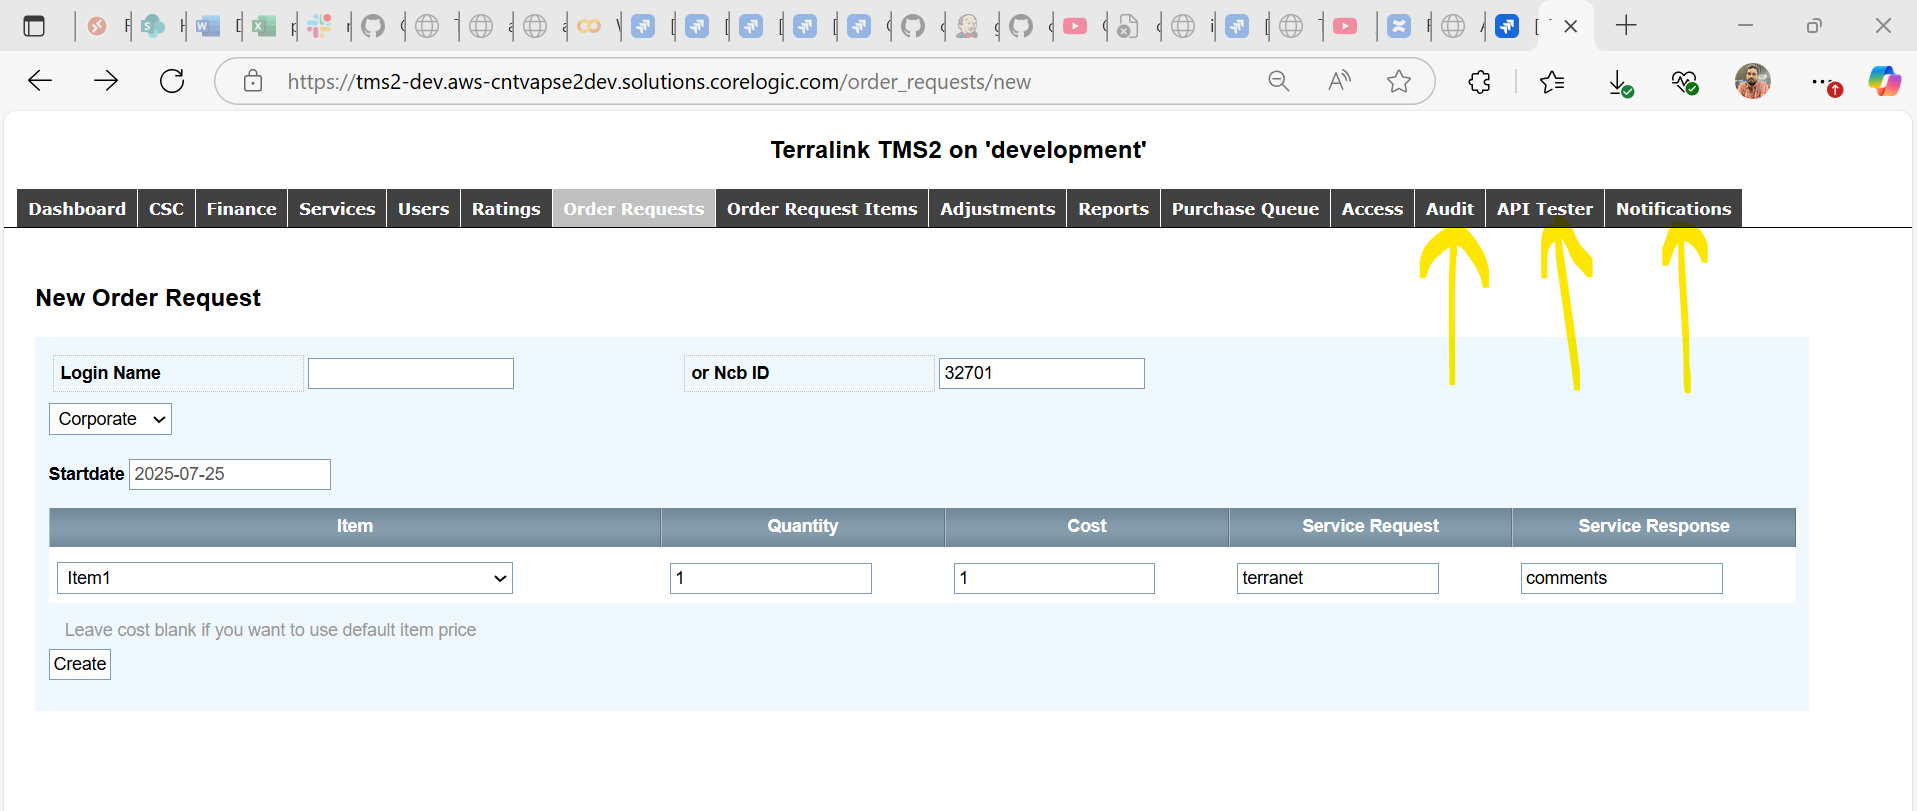 https://tms2-dev.aws-cntvapse2dev.solutions.corelogic.com/order_requests/new
Terralink TMS2 on 'development'
Dashboard CSC Finance Services Users Ratings Order Requests Order Request Items Adjustments Reports Purchase Queue Access Audit API Tester Notifications
New Order Request
Login Name or Ncb ID 32701
Corporate
Startdate 2025-07-25
Item Quantity Cost Service Request Service Response
Item1 1 1 terranet comments
Leave cost blank if you want to use default item price
Create